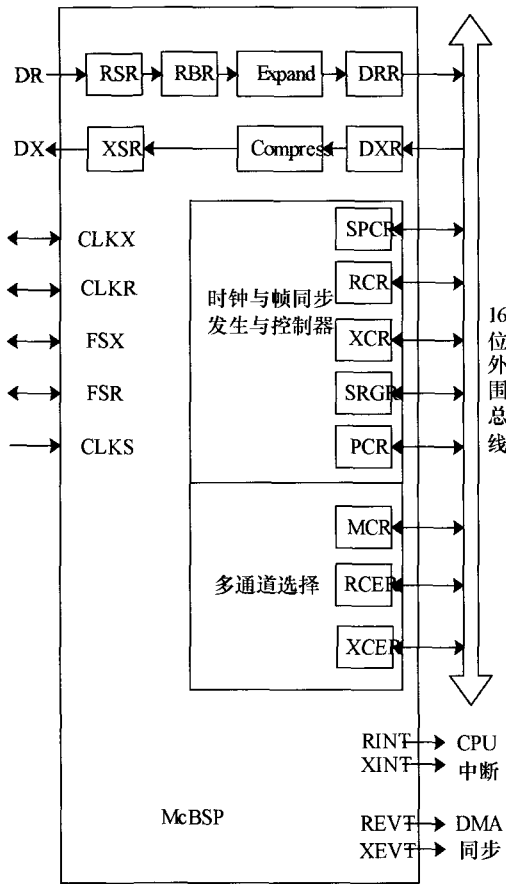 DR RSR RBR Expand DRR
DX XSR Compress DXR
CLKX
CLKR
FSX
FSR
CLKS
时钟与帧同步
发生与控制器
SPCR
RCR
XCR
SRGR
PCR
多通道选择
MCR
RCER
XCER
16
位
外
围
总
线
RINT CPU
XINT 中断
McBSP
REVT DMA
XEVT 同步